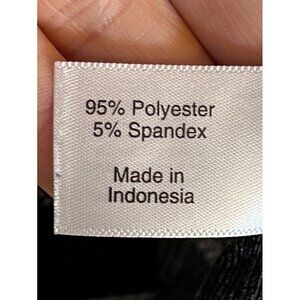 95% Polyester
5% Spandex
Made in
Indonesia